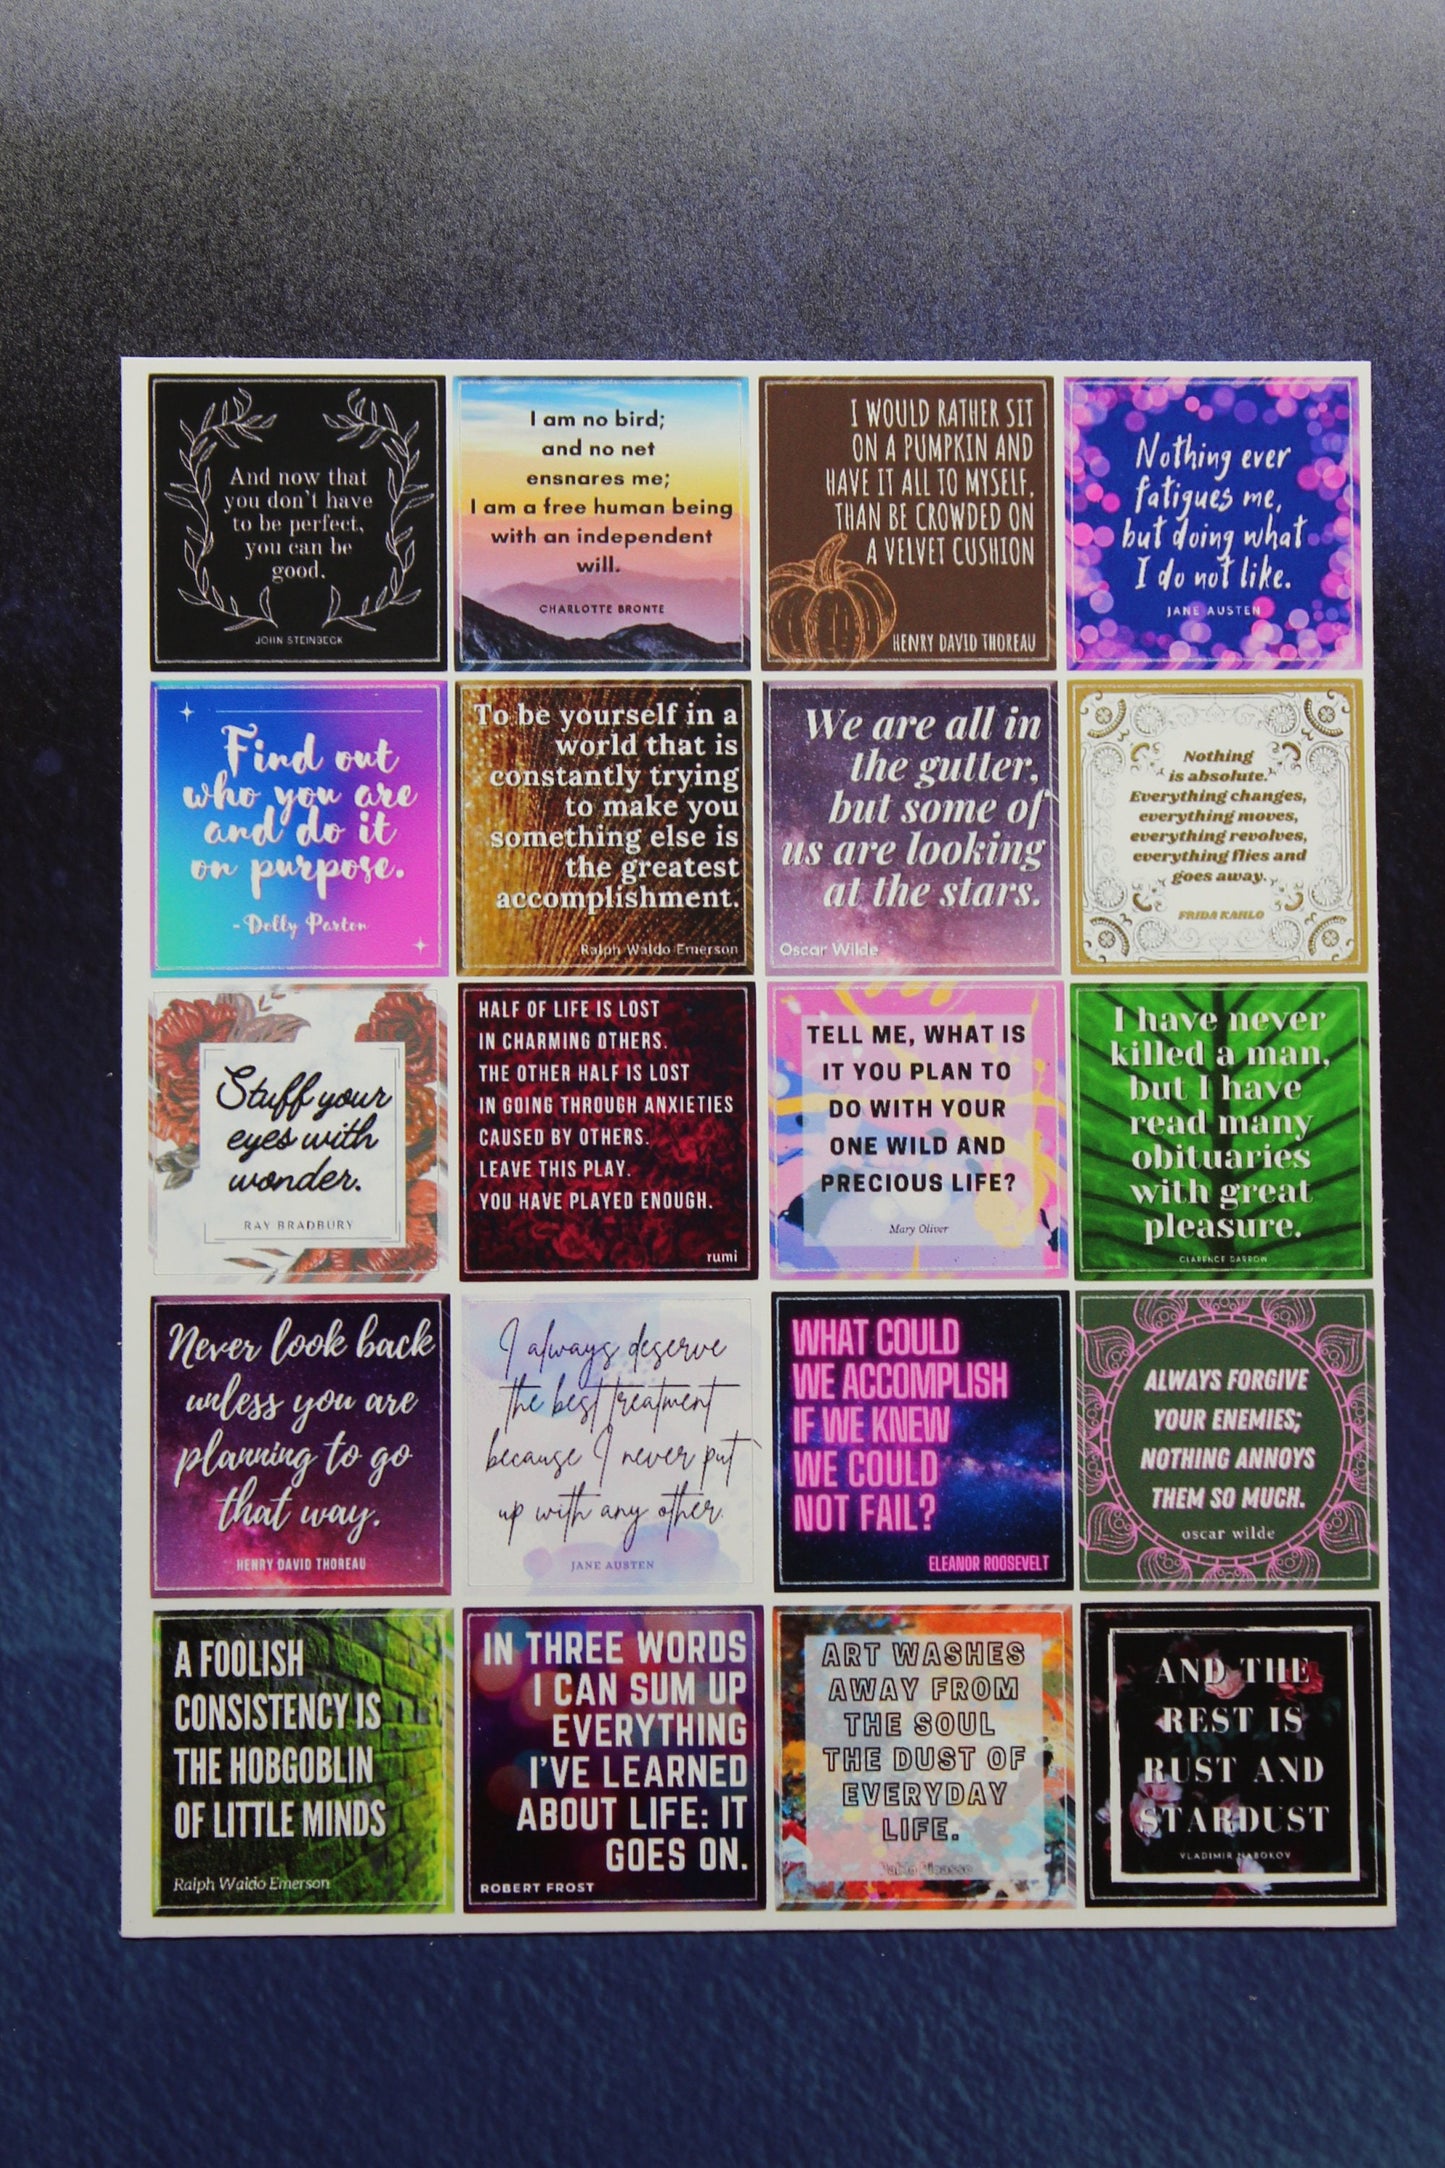 And now that
you don't have
to be perfect,
you can be
good.
JOHN STEINBECK
I am no bird;
and no net
ensnares me;
I am a free human being
with an independent
will.
CHARLOTTE BRONTE
I WOULD RATHER SIT
ON A PUMPKIN AND
HAVE IT ALL TO MYSELF,
THAN BE CROWDED ON
A VELVET CUSHION
HENRY DAVID THOREAU
Nothing ever
fatigues me,
but doing what
I do not like.
JANE AUSTEN
Find out
who you are
and do it
on purpose.
-Dolly Parton
To be yourself in a
world that is
constantly trying
to make you
something else is
the greatest
accomplishment.
Ralph Waldo Emerson
We are all in
the gutter,
but some of
us are looking
at the stars.
Oscar Wilde
Nothing
is absolute.
Everything changes,
everything moves,
everything revolves,
everything flies and
goes away.
FRIDA KAHLO
Stuff your
eyes with
wonder.
RAY BRADBURY
HALF OF LIFE IS LOST
IN CHARMING OTHERS.
THE OTHER HALF IS LOST
IN GOING THROUGH ANXIETIES
CAUSED BY OTHERS.
LEAVE THIS PLAY.
YOU HAVE PLAYED ENOUGH.
rumi
TELL ME, WHAT IS
IT YOU PLAN TO
DO WITH YOUR
ONE WILD AND
PRECIOUS LIFE?
Mary Oliver
I have never
killed a man,
but I have
read many
obituaries
with great
pleasure.
CLARENCE DARROW
Never look back
unless you are
planning to go
that way.
HENRY DAVID THOREAU
I always deserve
the best treatment
because I never put
up with any other.
JANE AUSTEN
WHAT COULD
WE ACCOMPLISH
IF WE KNEW
WE COULD
NOT FAIL?
ELEANOR ROOSEVELT
ALWAYS FORGIVE
YOUR ENEMIES;
NOTHING ANNOYS
THEM SO MUCH.
oscar wilde
A FOOLISH
CONSISTENCY IS
THE HOBGOBLIN
OF LITTLE MINDS
Ralph Waldo Emerson
IN THREE WORDS
I CAN SUM UP
EVERYTHING
I'VE LEARNED
ABOUT LIFE: IT
GOES ON.
ROBERT FROST
ART WASHES
AWAY FROM
THE SOUL
THE DUST OF
EVERYDAY
LIFE.
Pablo Picasso
AND THE
REST IS
RUST AND
STARDUST
VLADIMIR NABOKOV